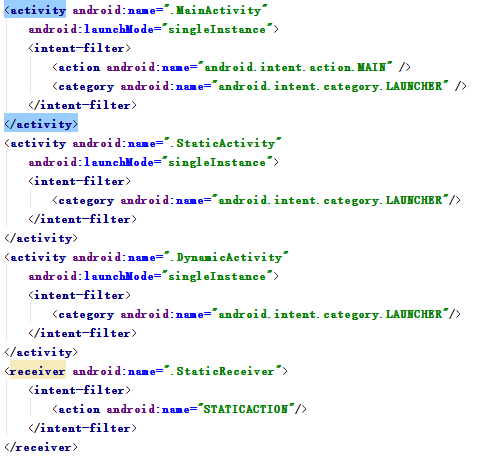 <activity android:name=".MainActivity"
android:launchMode="singleInstance">
<intent-filter>
<action android:name="android.intent.action.MAIN" />
<category android:name="android.intent.category.LAUNCHER" />
</intent-filter>
</activity>
<activity android:name=".StaticActivity"
android:launchMode="singleInstance">
<intent-filter>
<category android:name="android.intent.category.LAUNCHER"/>
</intent-filter>
</activity>
<activity android:name=".DynamicActivity"
android:launchMode="singleInstance">
<intent-filter>
<category android:name="android.intent.category.LAUNCHER"/>
</intent-filter>
</activity>
<receiver android:name=".StaticReceiver">
<intent-filter>
<action android:name="STATICACTION"/>
</intent-filter>
</receiver>